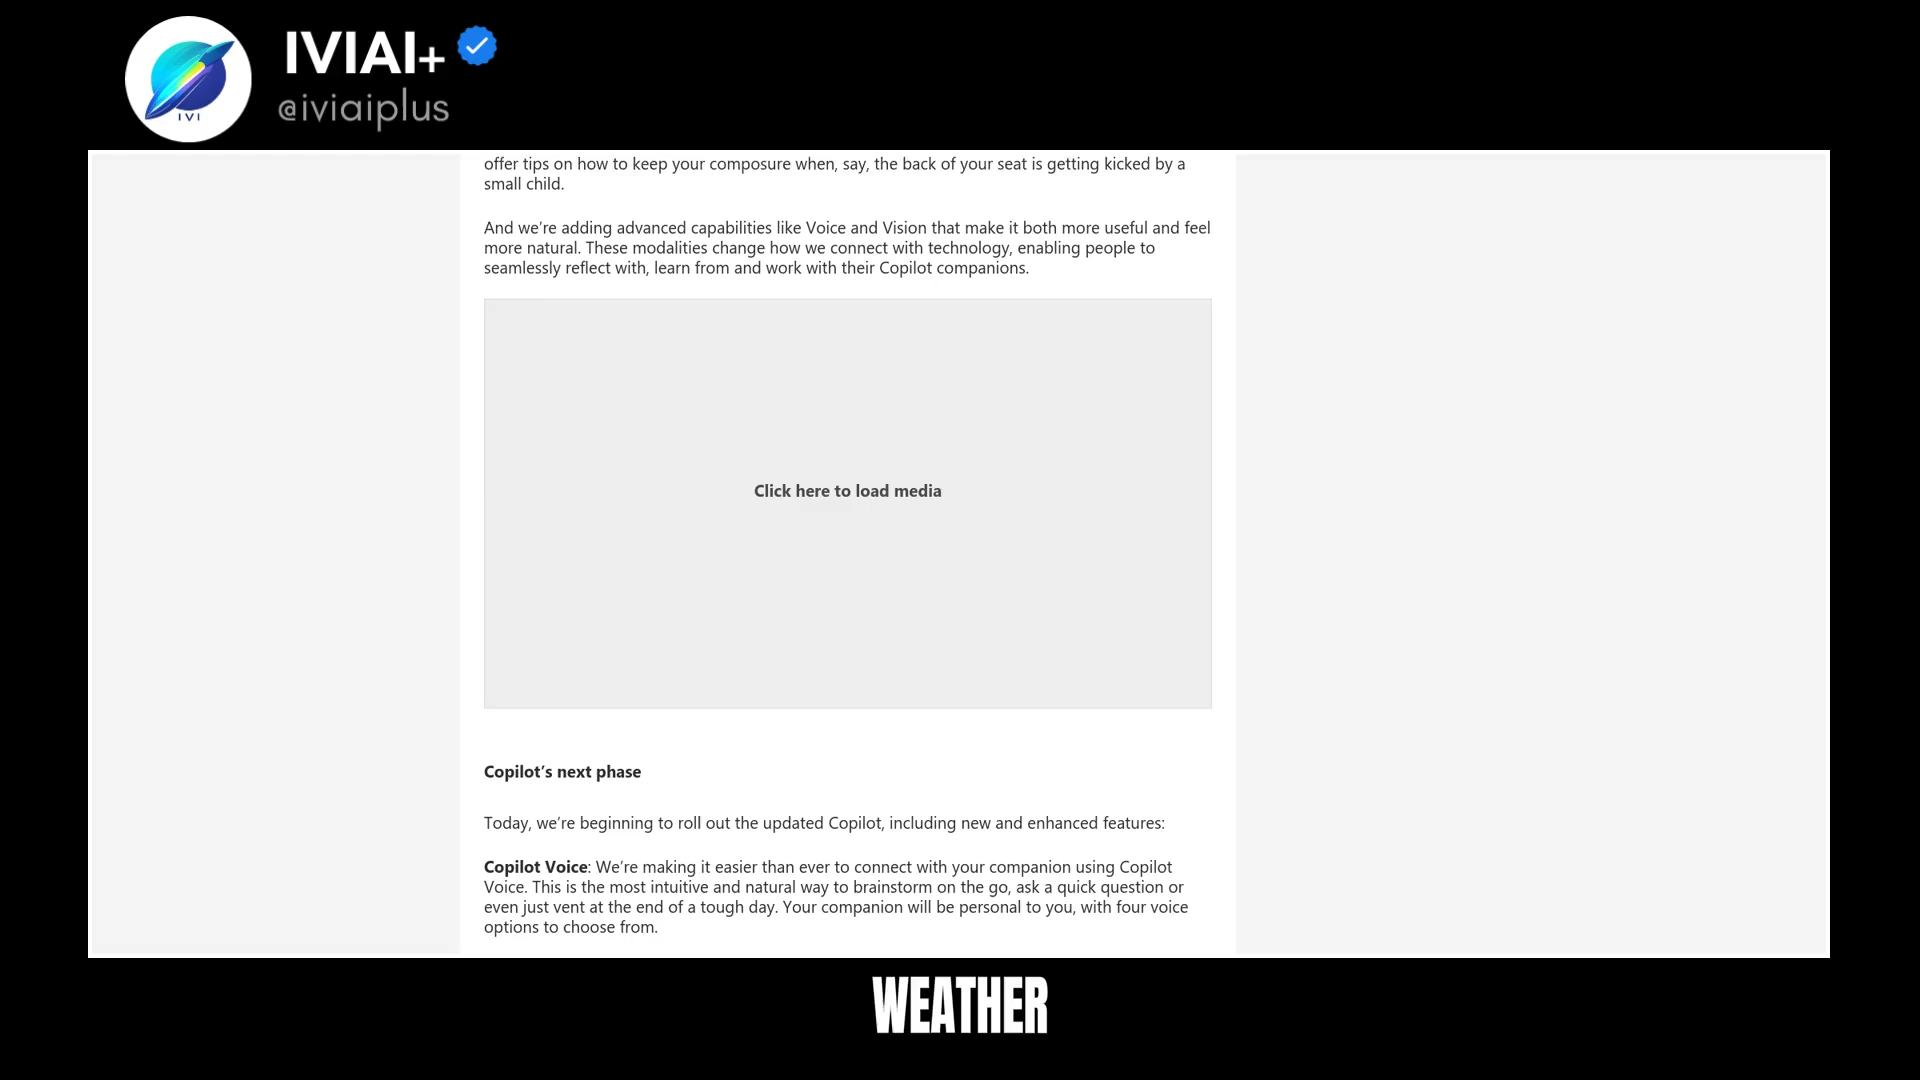 IVIAI+
@iviaiplus
IVI
offer tips on how to keep your composure when, say, the back of your seat is getting kicked by a
small child.
And we’re adding advanced capabilities like Voice and Vision that make it both more useful and feel
more natural. These modalities change how we connect with technology, enabling people to
seamlessly reflect with, learn from and work with their Copilot companions.
Click here to load media
Copilot’s next phase
Today, we’re beginning to roll out the updated Copilot, including new and enhanced features:
Copilot Voice: We’re making it easier than ever to connect with your companion using Copilot
Voice. This is the most intuitive and natural way to brainstorm on the go, ask a quick question or
even just vent at the end of a tough day. Your companion will be personal to you, with four voice
options to choose from.
WEATHER